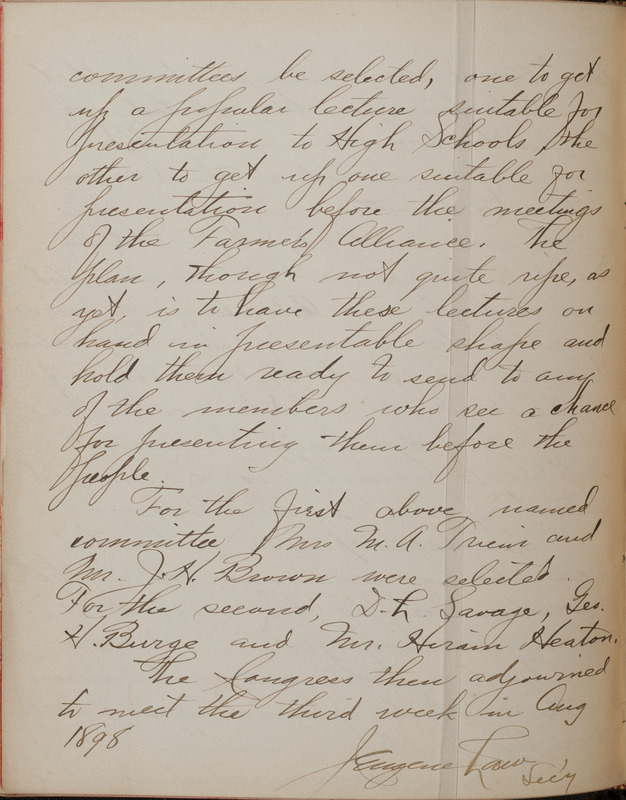 committees be selected, one to get
up a popular lecture suitable for
presentation to High Schools, the
other to get up one suitable for
presentation before the meetings
of the Farmers Alliance. The
plan, though not quite ripe, as
yet, is to have these lectures on
hand in presentable shape and
hold them ready to send to any
of the members who see a chance
for presenting them before the
people.
For the first above named
committee Mrs M. A. and
Mr. J. H. Brown were selected.
For the second, D. L. Savage, Geo.
H. Burge and Mr. Hiram Heaton.
The Congress then adjourned
to meet the third week in Aug
1898
J Eugene Law
Sec'y